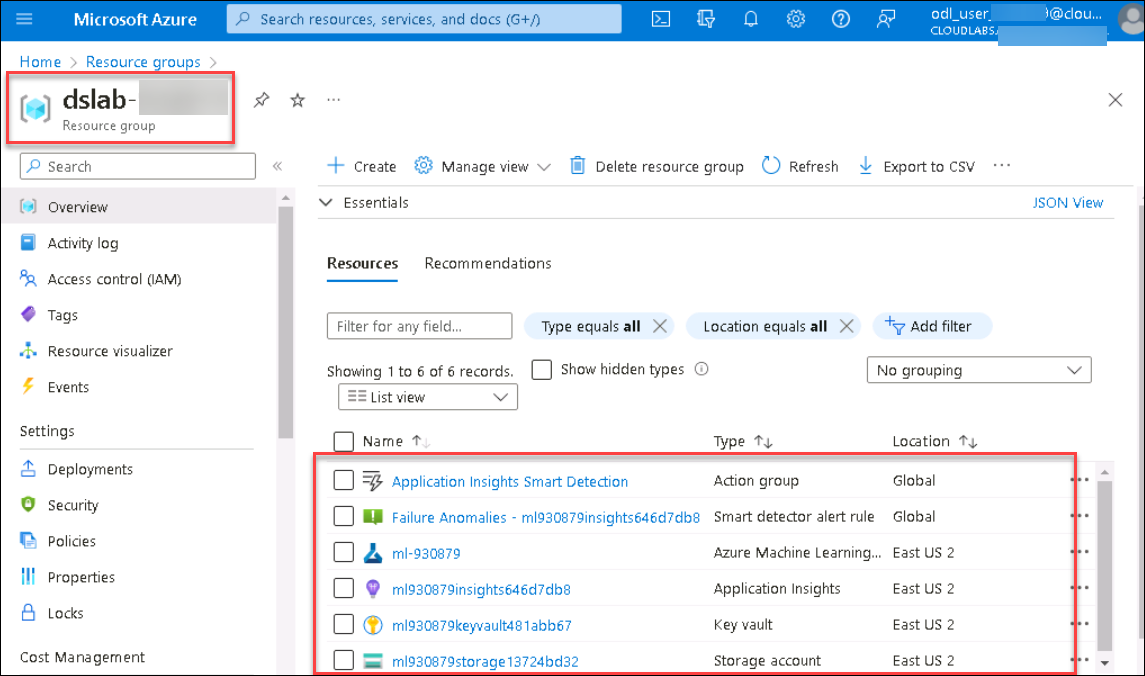 Microsoft Azure
Search resources, services, and docs (G+/)
odl_user_ 9@clou...
CLOUDLABS.
Home > Resource groups >
dslab-
Resource group
...
Search
«
Create
Manage view
Delete resource group
Refresh
Export to CSV
...
Overview
Activity log
Access control (IAM)
Tags
Resource visualizer
Events
Settings
Deployments
Security
Policies
Properties
Locks
Cost Management
Essentials
JSON View
Resources
Recommendations
Filter for any field...
Type equals all
Location equals all
Add filter
Showing 1 to 6 of 6 records.
Show hidden types
No grouping
List view
Name ↑↓ Type ↑↓ Location ↑↓
Application Insights Smart Detection Action group Global ...
Failure Anomalies - ml930879insights646d7db8 Smart detector alert rule Global ...
ml-930879 Azure Machine Learning... East US 2 ...
ml930879insights646d7db8 Application Insights East US 2 ...
ml930879keyvault481abb67 Key vault East US 2 ...
ml930879storage13724bd32 Storage account East US 2 ...